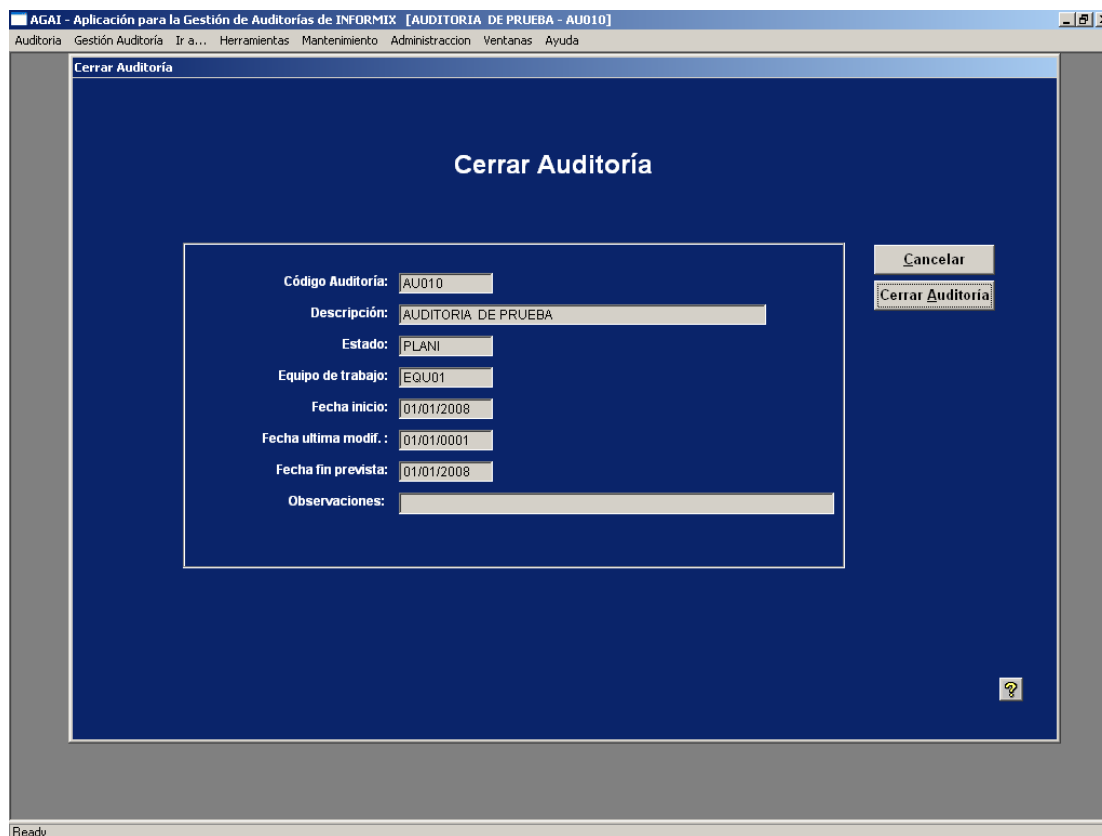 AGAI - Aplicación para la Gestión de Auditorías de INFORMIX [AUDITORIA DE PRUEBA - AU010]
Auditoria Gestión Auditoría Ir a... Herramientas Mantenimiento Administraccion Ventanas Ayuda
Cerrar Auditoría
Cerrar Auditoría
Cancelar
Cerrar Auditoría
Código Auditoría: AU010
Descripción: AUDITORIA DE PRUEBA
Estado: PLANI
Equipo de trabajo: EQU01
Fecha inicio: 01/01/2008
Fecha ultima modif. : 01/01/0001
Fecha fin prevista: 01/01/2008
Observaciones:
?
Ready